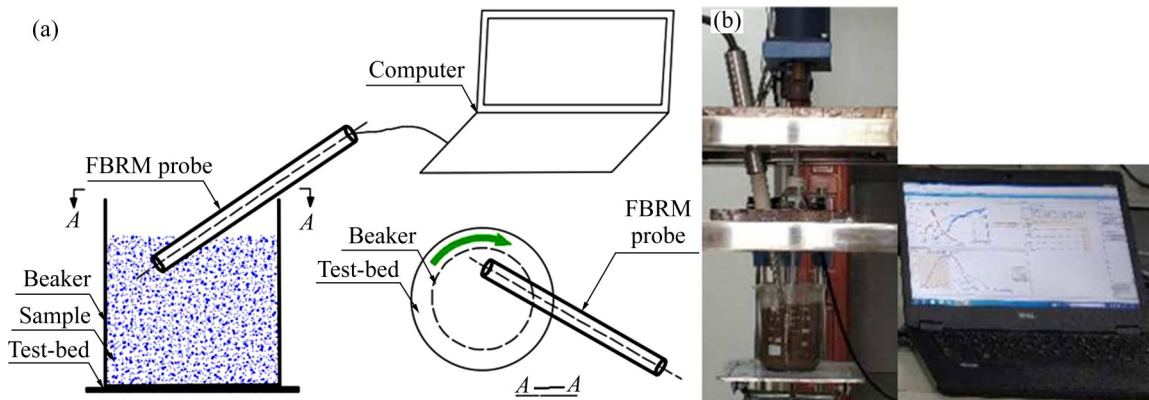 (a)
Computer
FBRM probe
A
A
Beaker
Sample
Test-bed
Beaker
Test-bed
FBRM
probe
A—A
(b)
DELL